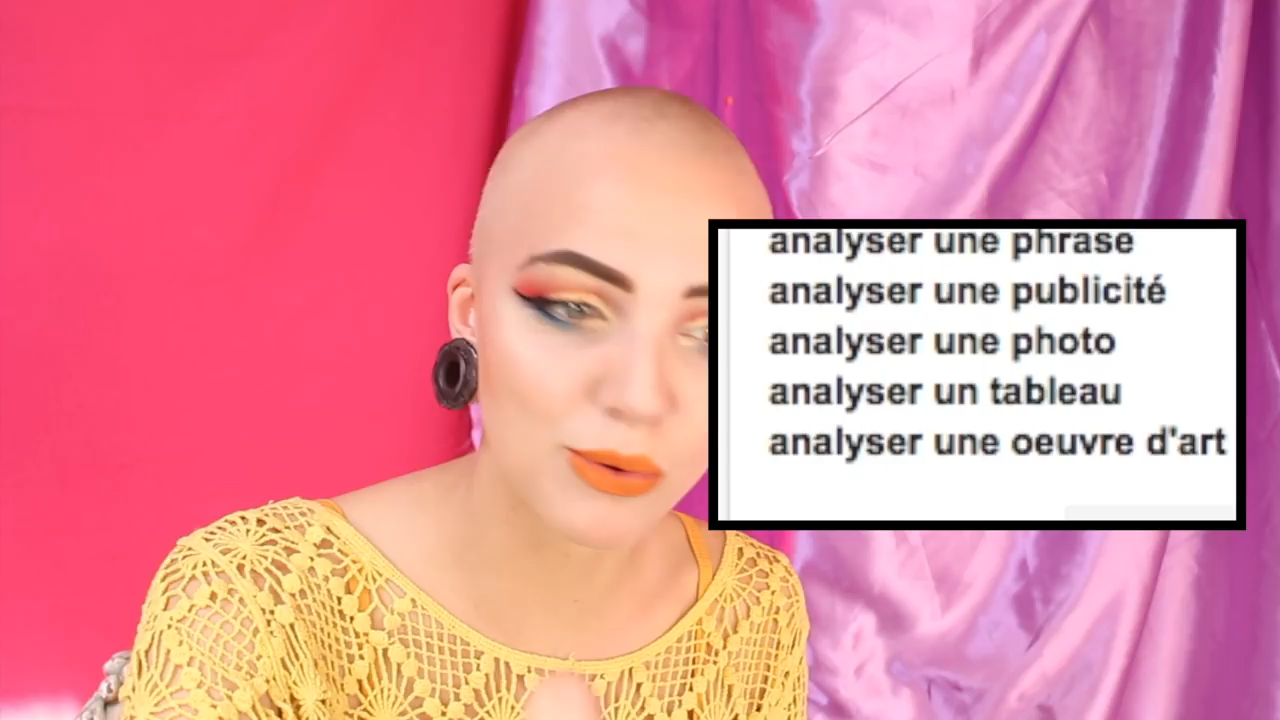 analyser une phrase
analyser une publicité
analyser une photo
analyser un tableau
analyser une oeuvre d'art